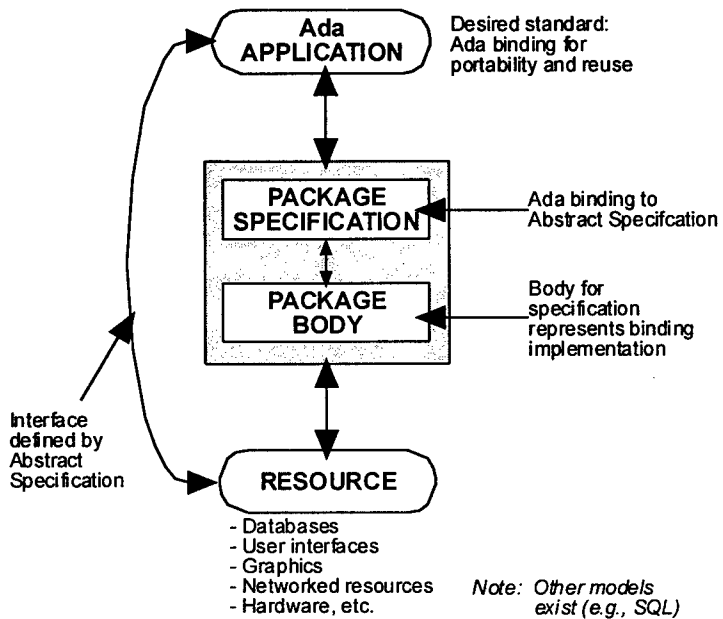 Ada
APPLICATION
Desired standard:
Ada binding for
portability and reuse
PACKAGE
SPECIFICATION
Ada binding to
Abstract Specifcation
PACKAGE
BODY
Body for
specification
represents binding
implementation
Interface
defined by
Abstract
Specification
RESOURCE
- Databases
- User interfaces
- Graphics
- Networked resources
- Hardware, etc.
Note: Other models
exist (e.g., SQL)